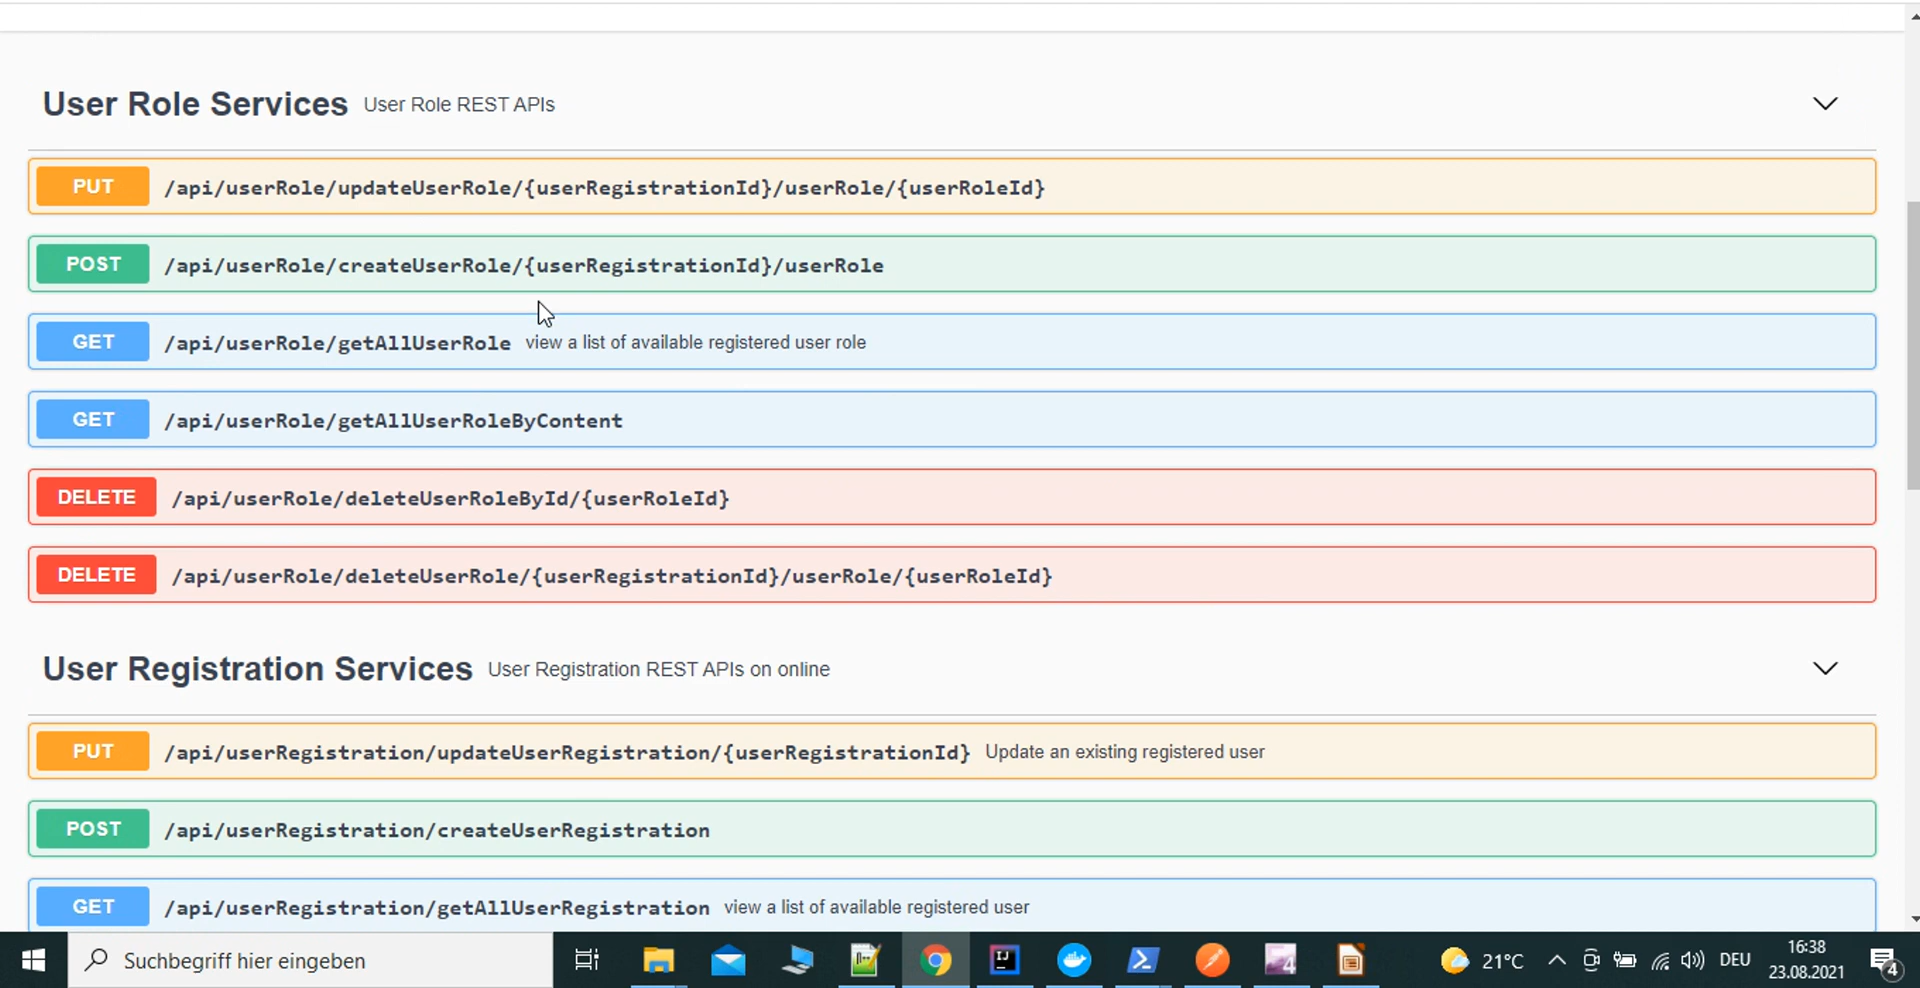 User Role Services User Role REST APIs
PUT /api/userRole/updateUserRole/{userRegistrationId}/userRole/{userRoleId}
POST /api/userRole/createUserRole/{userRegistrationId}/userRole
GET /api/userRole/getAllUserRole view a list of available registered user role
GET /api/userRole/getAllUserRoleByContent
DELETE /api/userRole/deleteUserRoleById/{userRoleId}
DELETE /api/userRole/deleteUserRole/{userRegistrationId}/userRole/{userRoleId}
User Registration Services User Registration REST APIs on online
PUT /api/userRegistration/updateUserRegistration/{userRegistrationId} Update an existing registered user
POST /api/userRegistration/createUserRegistration
GET /api/userRegistration/getAllUserRegistration view a list of available registered user
Suchbegriff hier eingeben
IJ
4
21°C
DEU
16:38
23.08.2021
4